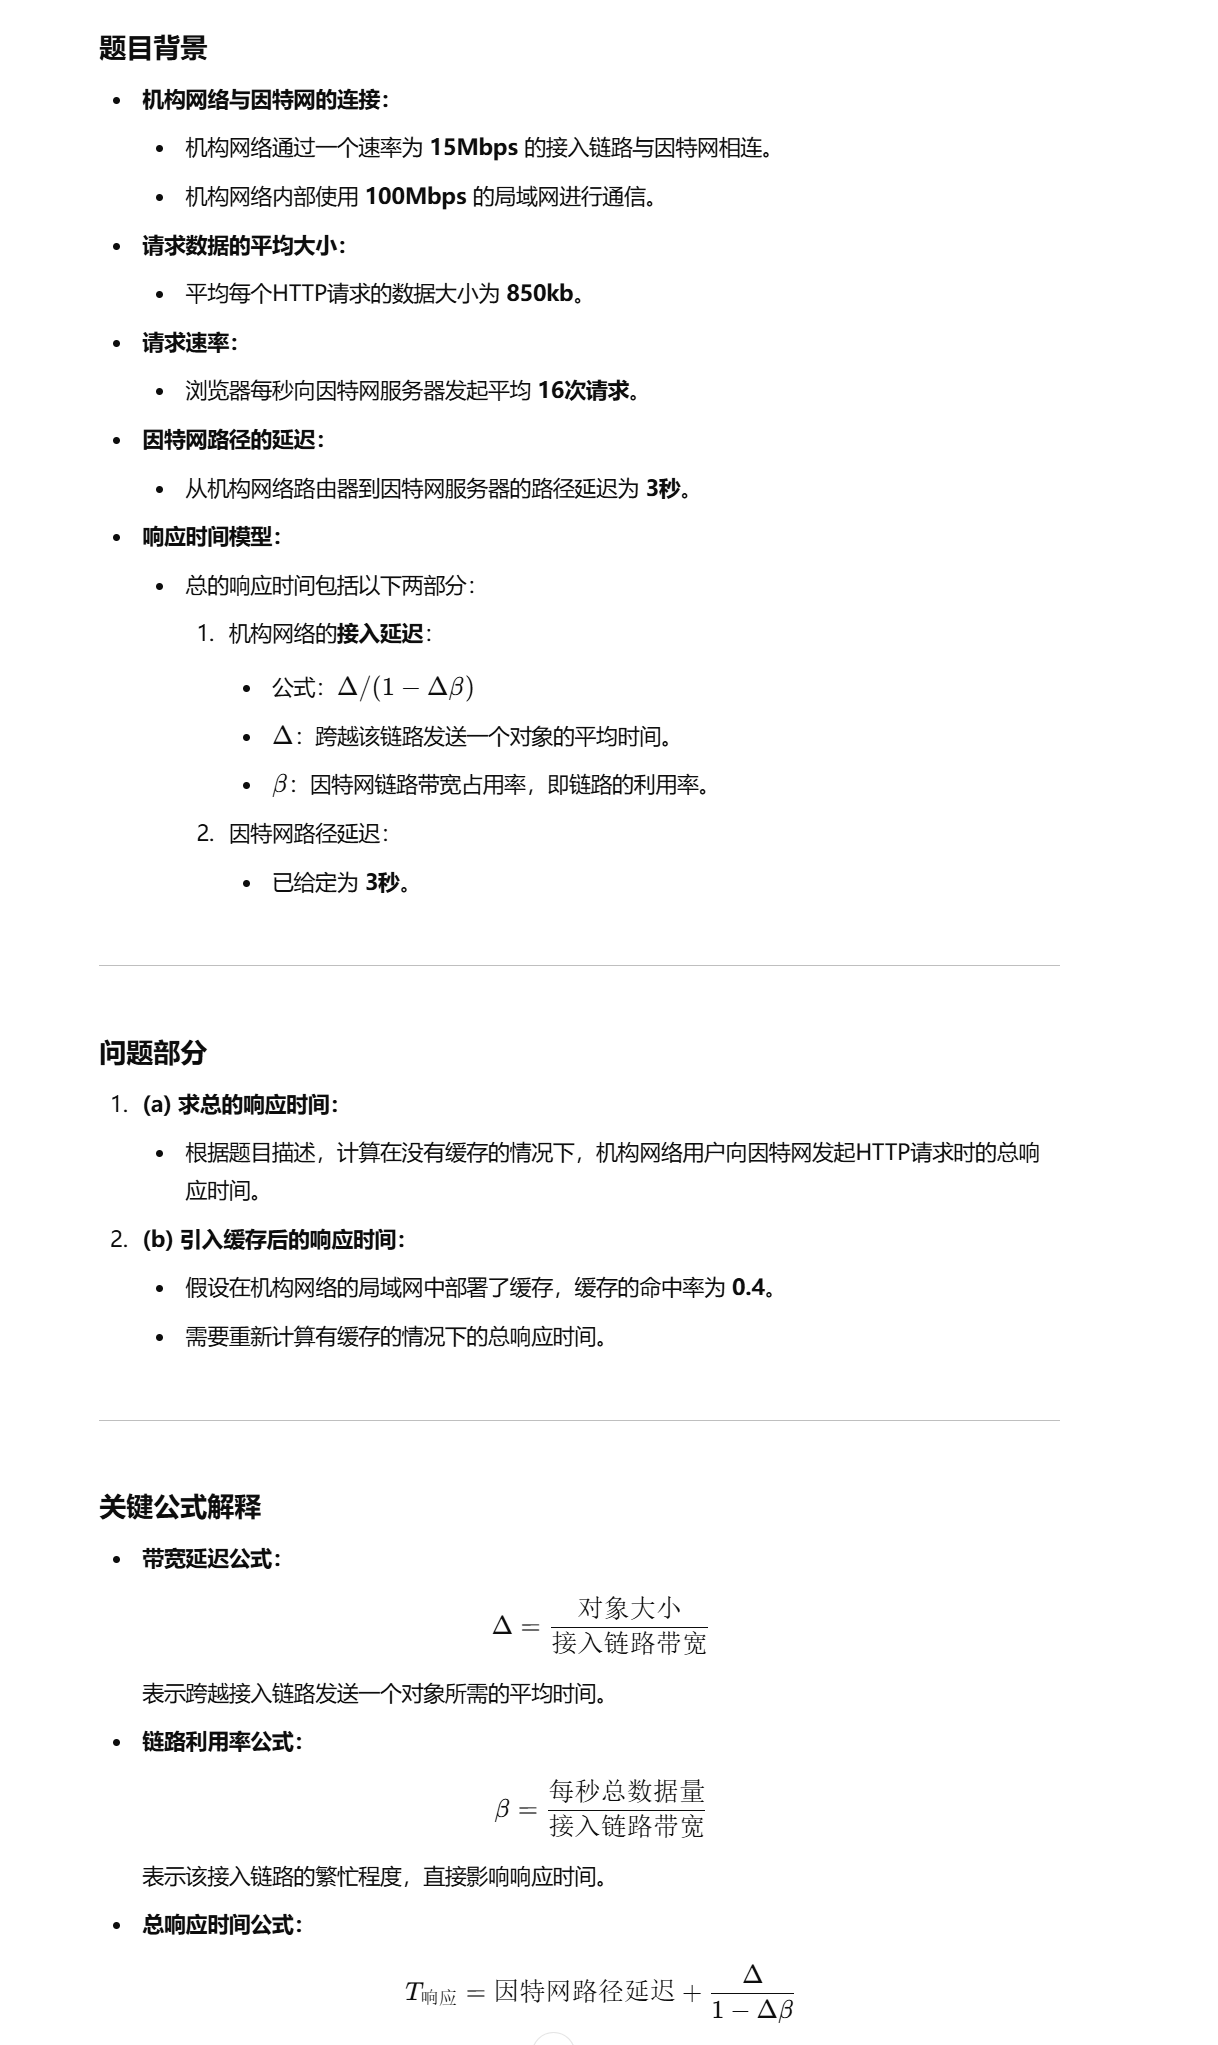 题目背景
• 机构网络与因特网的连接：
• 机构网络通过一个速率为 15Mbps 的接入链路与因特网相连。
• 机构网络内部使用 100Mbps 的局域网进行通信。
• 请求数据的平均大小：
• 平均每个HTTP请求的数据大小为 850kb。
• 请求速率：
• 浏览器每秒向因特网服务器发起平均 16次请求。
• 因特网路径的延迟：
• 从机构网络路由器到因特网服务器的路径延迟为 3秒。
• 响应时间模型：
• 总的响应时间包括以下两部分：
1. 机构网络的接入延迟：
• 公式：Δ/(1 − Δβ)
• Δ：跨越该链路发送一个对象的平均时间。
• β：因特网链路带宽占用率，即链路的利用率。
2. 因特网路径延迟：
• 已给定为 3秒。
问题部分
1. (a) 求总的响应时间：
• 根据题目描述，计算在没有缓存的情况下，机构网络用户向因特网发起HTTP请求时的总响
应时间。
2. (b) 引入缓存后的响应时间：
• 假设在机构网络的局域网中部署了缓存，缓存的命中率为 0.4。
• 需要重新计算有缓存的情况下的总响应时间。
关键公式解释
• 带宽延迟公式：
Δ = 对象大小 / 接入链路带宽
表示跨越接入链路发送一个对象所需的平均时间。
• 链路利用率公式：
β = 每秒总数据量 / 接入链路带宽
表示该接入链路的繁忙程度，直接影响响应时间。
• 总响应时间公式：
T响应 = 因特网路径延迟 + Δ / (1 − Δβ)